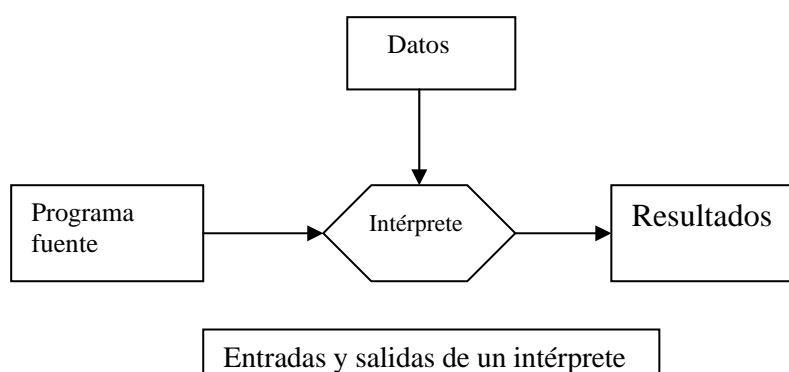 Datos
Programa
fuente
Intérprete
Resultados
Entradas y salidas de un intérprete